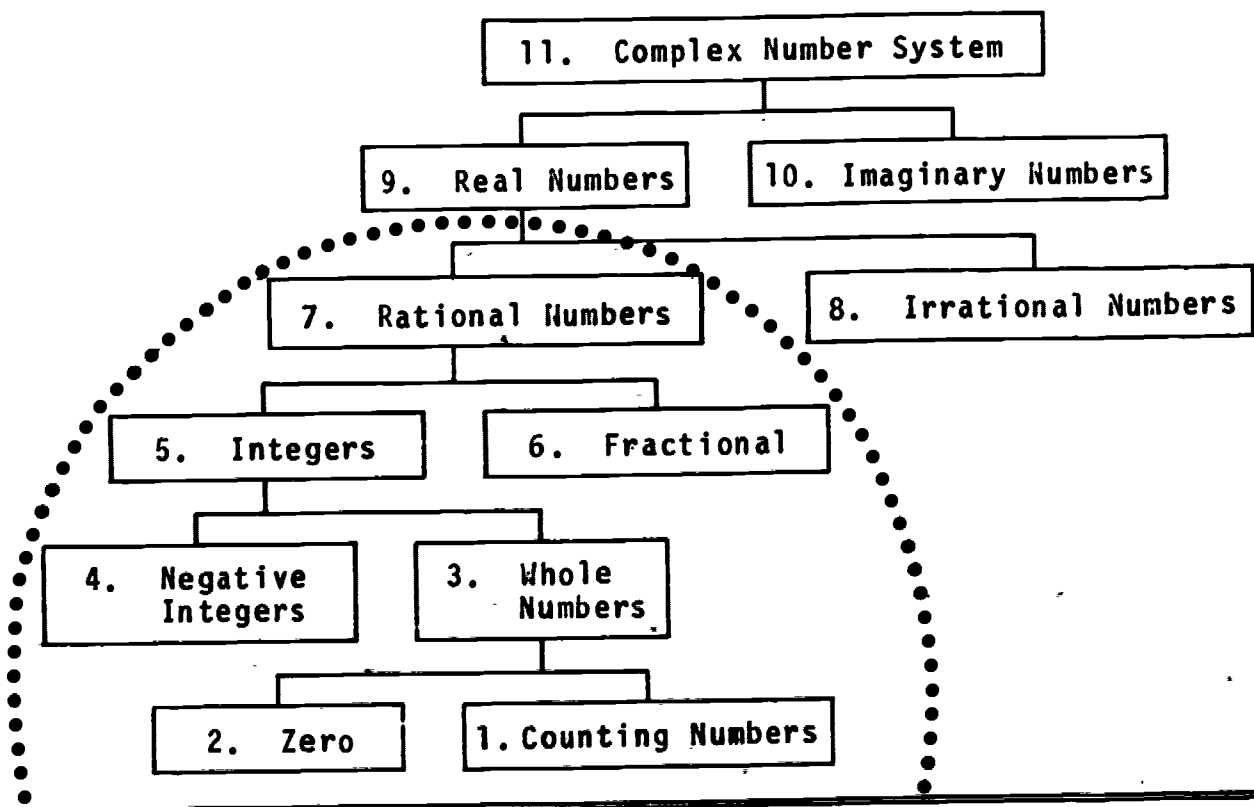 11. Complex Number System
9. Real Numbers
10. Imaginary Numbers
7. Rational Numbers
8. Irrational Numbers
5. Integers
6. Fractional
4. Negative
Integers
3. Whole
Numbers
2. Zero
1. Counting Numbers